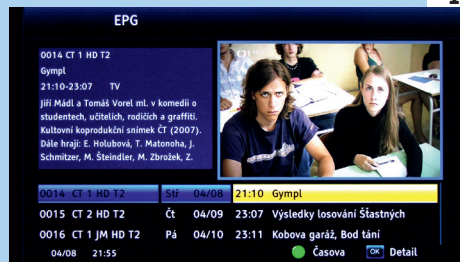 EPG
0014 CT 1 HD T2
Gympl
21:10-23:07 TV
Jiří Mádl a Tomáš Vorel ml. v komedii o
studentech, učitelích, rodičích a graffiti.
Kultovní koprodukční snímek ČT (2007).
Dále hrají: E. Holubová, T. Matonoha, J.
Schmitzer, M. Šteindler, M. Zbrožek, Z.
0014 CT 1 HD T2 Stř 04/08 21:10 Gympl
0015 CT 2 HD T2 Čt 04/09 23:07 Výsledky losování Šťastných
0016 CT 1 JM HD T2 Pá 04/10 23:11 Kobova garáž, Bod tání
04/08 21:55 Časova OK Detail